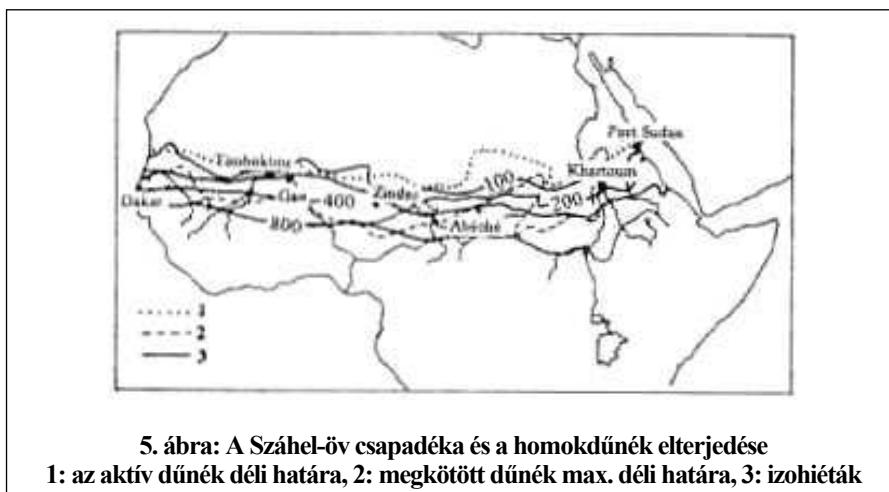 Port Sudan
Tombuktou
Khartoum
100
Zinder
Dakar
Gao
400
200
800
Abéché
1
2
3
5. ábra: A Száhel-öv csapadéka és a homokdűnék elterjedése
1: az aktív dűnék déli határa, 2: megkötött dűnék max. déli határa, 3: izohiéták